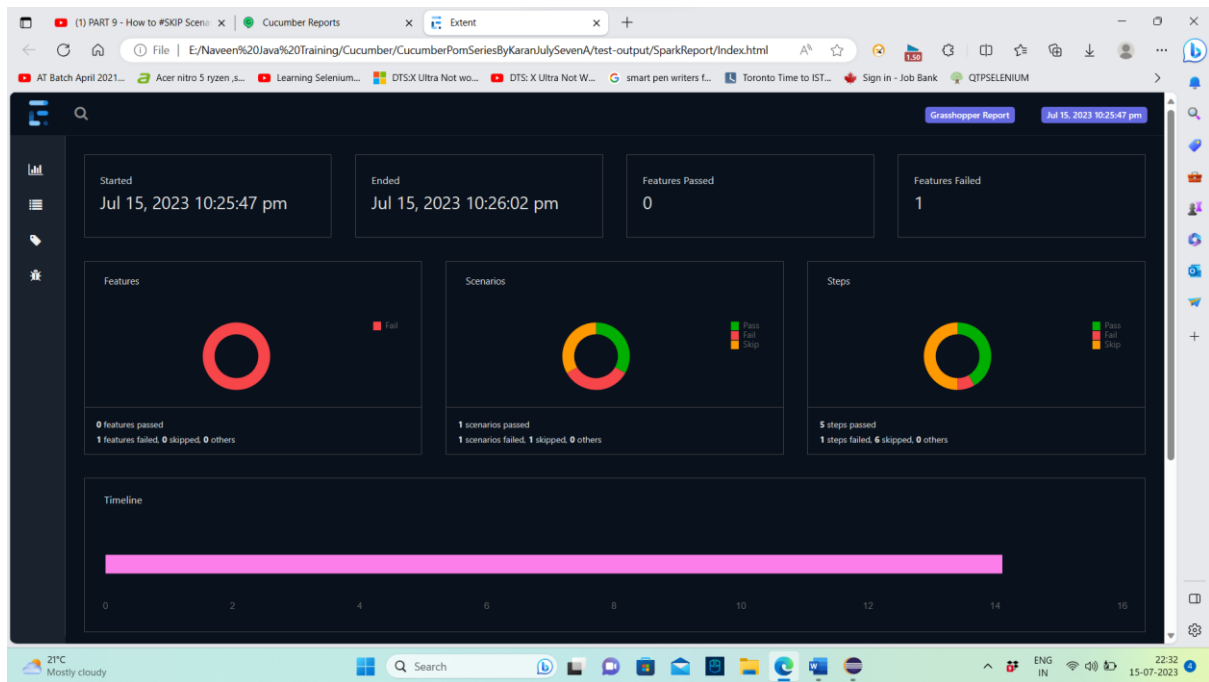 (1) PART 9 - How to #SKIP Scena
Cucumber Reports
Extent
File | E:/Naveen%20Java%20Training/Cucumber/CucumberPomSeriesByKaranJulySevenA/test-output/SparkReport/Index.html
1.50
AT Batch April 2021... Acer nitro 5 ryzen ,s... Learning Selenium... DTS:X Ultra Not wo... DTS: X Ultra Not W... smart pen writers f... Toronto Time to IST... Sign in - Job Bank QTPSELENIUM
Grasshopper Report Jul 15, 2023 10:25:47 pm
Started Ended Features Passed Features Failed
Jul 15, 2023 10:25:47 pm Jul 15, 2023 10:26:02 pm 0 1
Features Scenarios Steps
Fail
Pass
Fail
Skip
Pass
Fail
Skip
0 features passed
1 features failed, 0 skipped, 0 others
1 scenarios passed
1 scenarios failed, 1 skipped, 0 others
5 steps passed
1 steps failed, 6 skipped, 0 others
Timeline
0 2 4 6 8 10 12 14 16
21°C
Mostly cloudy
Search
ENG
IN
22:32
15-07-2023
4